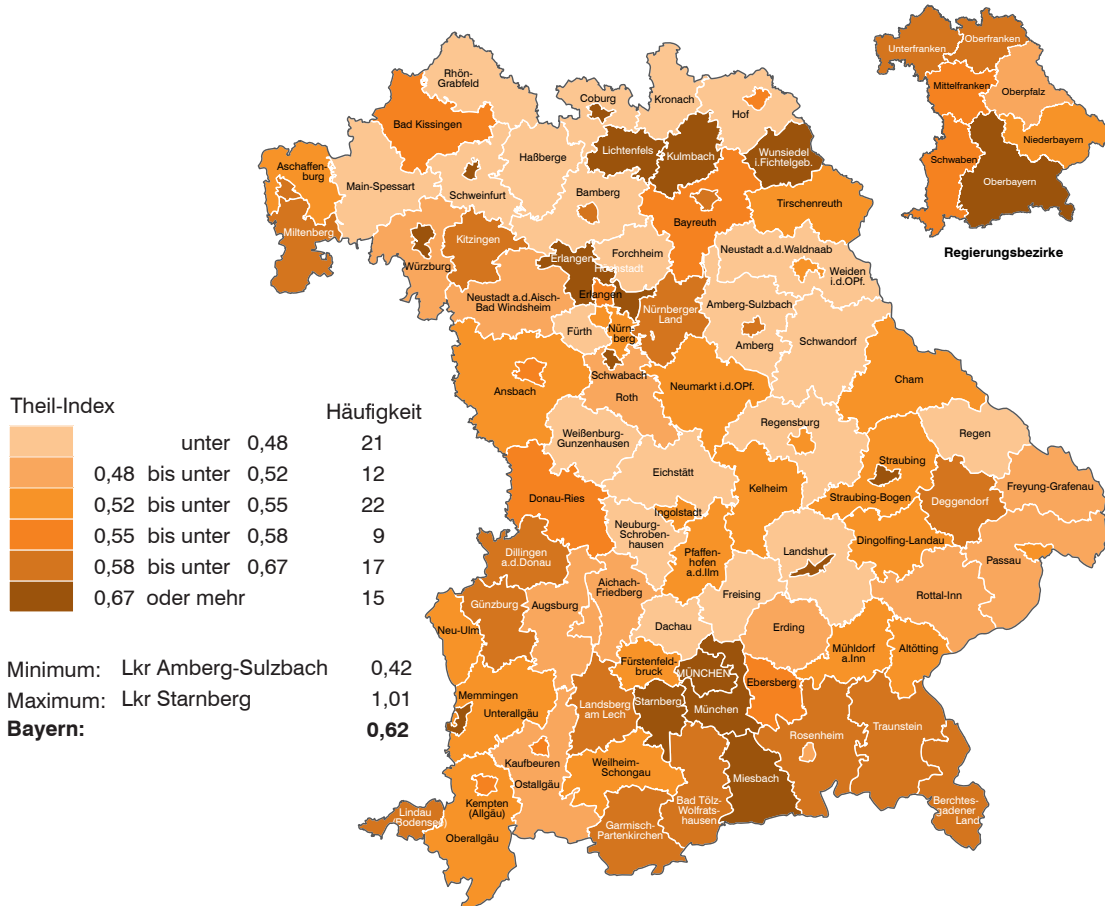 Rhön-
Grabfeld
Coburg
Kronach
Hof
Bad Kissingen
Lichtenfels
Kulmbach
Wunsiedel
i.Fichtelgeb.
Haßberge
Aschaffen-
burg
Main-Spessart
Schweinfurt
Bamberg
Bayreuth
Tirschenreuth
Miltenberg
Kitzingen
Würzburg
Erlangen-
Höchstadt
Forchheim
Neustadt a.d.Waldnaab
Weiden
i.d.OPf.
Erlangen
Neustadt a.d.Aisch-
Bad Windsheim
Nürnberger
Land
Amberg-Sulzbach
Fürth
Nürn-
berg
Amberg
Schwandorf
Schwabach
Roth
Ansbach
Neumarkt i.d.OPf.
Cham
Weißenburg-
Gunzenhausen
Regensburg
Regen
Eichstätt
Straubing
Kelheim
Straubing-Bogen
Deggendorf
Freyung-Grafenau
Donau-Ries
Ingolstadt
Neuburg-
Schroben-
hausen
Pfaffen-
hofen
a.d.Ilm
Landshut
Dingolfing-Landau
Passau
Dillingen
a.d.Donau
Aichach-
Friedberg
Freising
Rottal-Inn
Günzburg
Augsburg
Dachau
Erding
Neu-Ulm
Mühldorf
a.Inn
Altötting
Fürstenfeld-
bruck
MÜNCHEN
Ebersberg
Memmingen
Unterallgäu
Landsberg
am Lech
Starnberg
München
Rosenheim
Traunstein
Kaufbeuren
Ostallgäu
Weilheim-
Schongau
Miesbach
Bad Tölz-
Wolfrats-
hausen
Berchtes-
gadener
Land
Lindau
(Bodensee)
Kempten
(Allgäu)
Oberallgäu
Garmisch-
Partenkirchen
Unterfranken
Oberfranken
Mittelfranken
Oberpfalz
Niederbayern
Schwaben
Oberbayern
Regierungsbezirke
Theil-Index Häufigkeit
unter 0,48 21
0,48 bis unter 0,52 12
0,52 bis unter 0,55 22
0,55 bis unter 0,58 9
0,58 bis unter 0,67 17
0,67 oder mehr 15
Minimum: Lkr Amberg-Sulzbach 0,42
Maximum: Lkr Starnberg 1,01
Bayern: 0,62